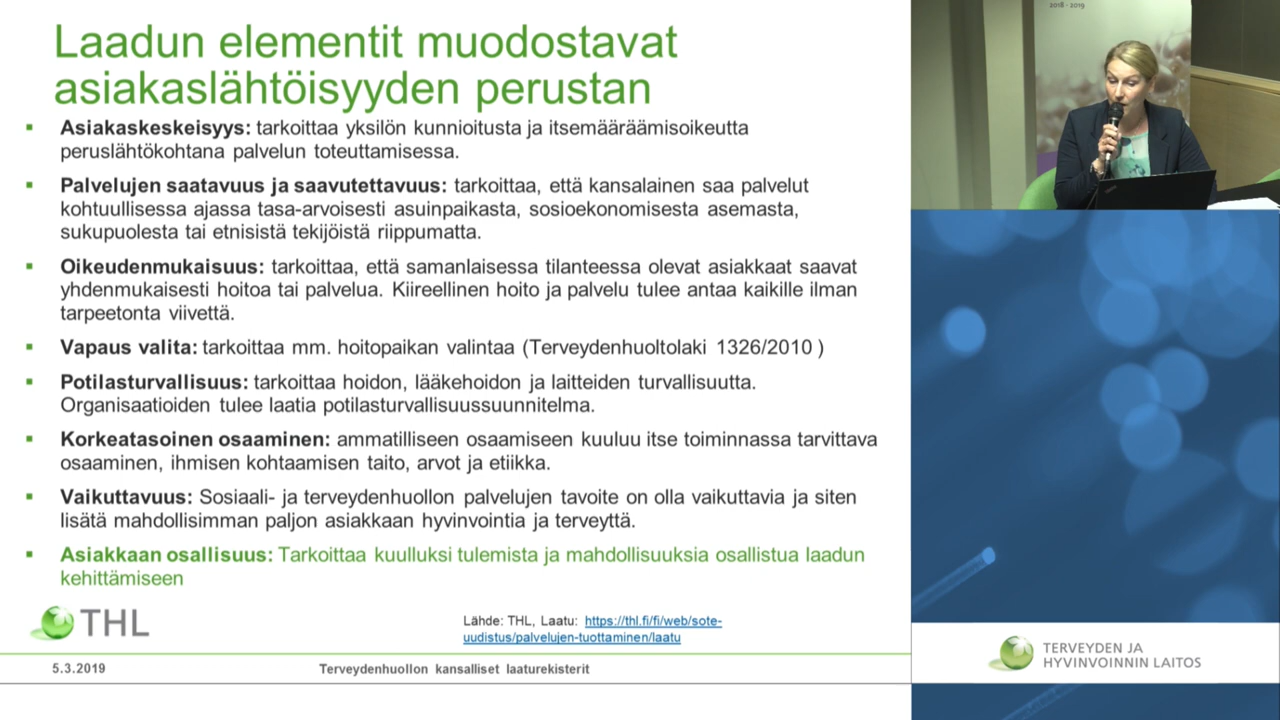 Laadun elementit muodostavat
asiakaslähtöisyyden perustan
▪ Asiakaskeskeisyys: tarkoittaa yksilön kunnioitusta ja itsemääräämisoikeutta
peruslähtökohtana palvelun toteuttamisessa.
▪ Palvelujen saatavuus ja saavutettavuus: tarkoittaa, että kansalainen saa palvelut
kohtuullisessa ajassa tasa-arvoisesti asuinpaikasta, sosioekonomisesta asemasta,
sukupuolesta tai etnisistä tekijöistä riippumatta.
▪ Oikeudenmukaisuus: tarkoittaa, että samanlaisessa tilanteessa olevat asiakkaat saavat
yhdenmukaisesti hoitoa tai palvelua. Kiireellinen hoito ja palvelu tulee antaa kaikille ilman
tarpeetonta viivettä.
▪ Vapaus valita: tarkoittaa mm. hoitopaikan valintaa (Terveydenhuoltolaki 1326/2010 )
▪ Potilasturvallisuus: tarkoittaa hoidon, lääkehoidon ja laitteiden turvallisuutta.
Organisaatioiden tulee laatia potilasturvallisuussuunnitelma.
▪ Korkeatasoinen osaaminen: ammatilliseen osaamiseen kuuluu itse toiminnassa tarvittava
osaaminen, ihmisen kohtaamisen taito, arvot ja etiikka.
▪ Vaikuttavuus: Sosiaali- ja terveydenhuollon palvelujen tavoite on olla vaikuttavia ja siten
lisätä mahdollisimman paljon asiakkaan hyvinvointia ja terveyttä.
▪ Asiakkaan osallisuus: Tarkoittaa kuulluksi tulemista ja mahdollisuuksia osallistua laadun
kehittämiseen
THL
Lähde: THL, Laatu: https://thl.fi/fi/web/sote-
uudistus/palvelujen-tuottaminen/laatu
5.3.2019 Terveydenhuollon kansalliset laaturekisterit
2018 - 2019
TERVEYDEN JA
HYVINVOINNIN LAITOS